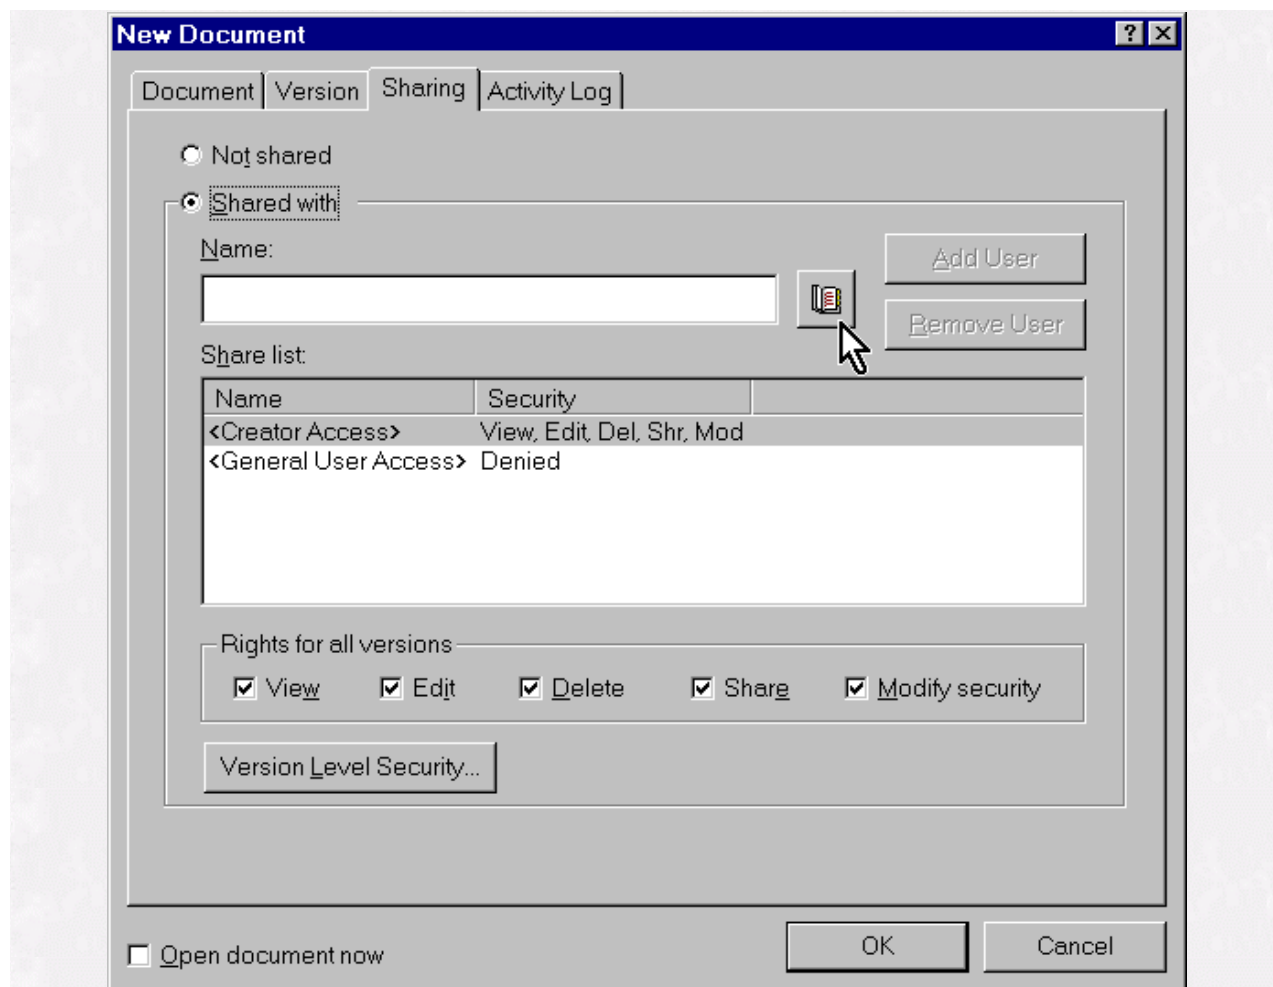 New Document
Document Version Sharing Activity Log
Not shared
Shared with
Name:
Add User
Remove User
Share list:
Name Security
<Creator Access> View, Edit, Del, Shr, Mod
<General User Access> Denied
Rights for all versions
View Edit Delete Share Modify security
Version Level Security...
Open document now OK Cancel